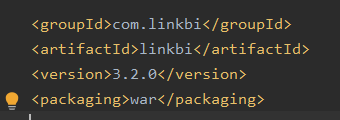 <groupId>com.linkbi</groupId>
<artifactId>linkbi</artifactId>
<version>3.2.0</version>
<packaging>war</packaging>